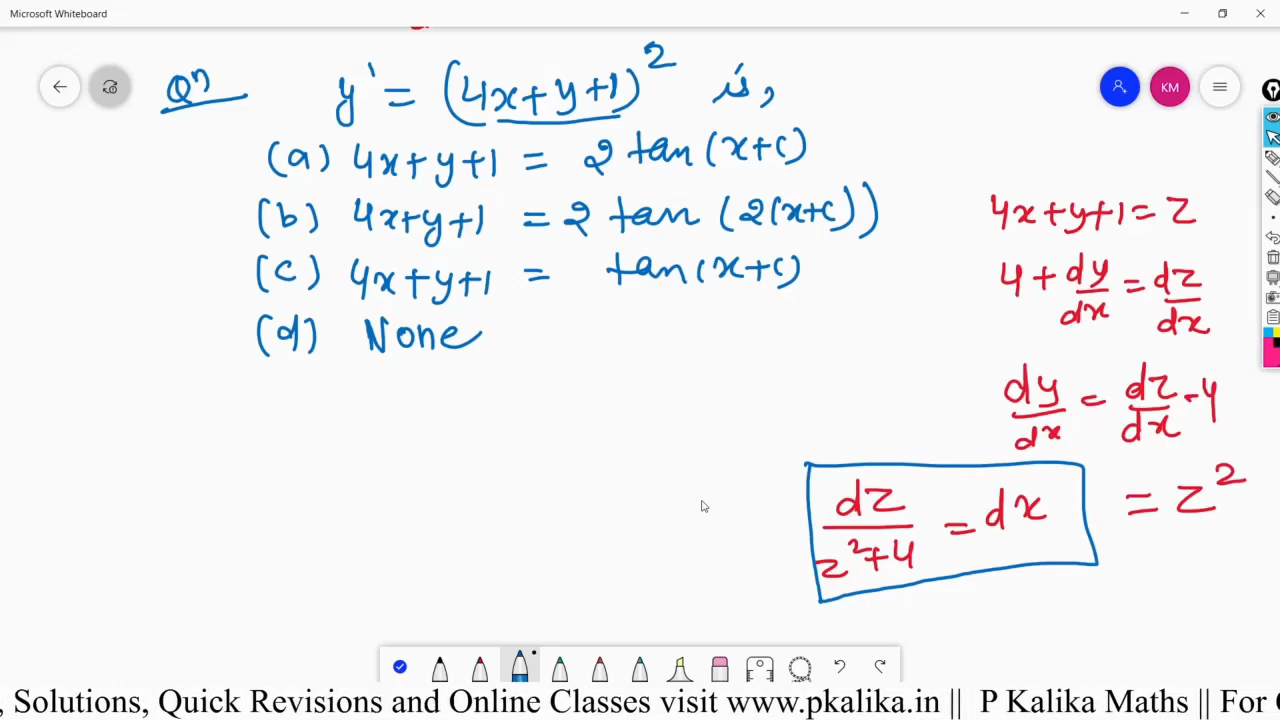 Microsoft Whiteboard
Qⁿ y' = (4x+y+1)² is,
(a) 4x+y+1 = 2 tan(x+c)
(b) 4x+y+1 = 2 tan (2(x+c))
(c) 4x+y+1 = tan(x+c)
(d) None
4x+y+1 = z
4 + dy/dx = dz/dx
dy/dx = dz/dx - 4
= z²
dz/z²+4 = dx
KM
, Solutions, Quick Revisions and Online Classes visit www.pkalika.in || P Kalika Maths || For